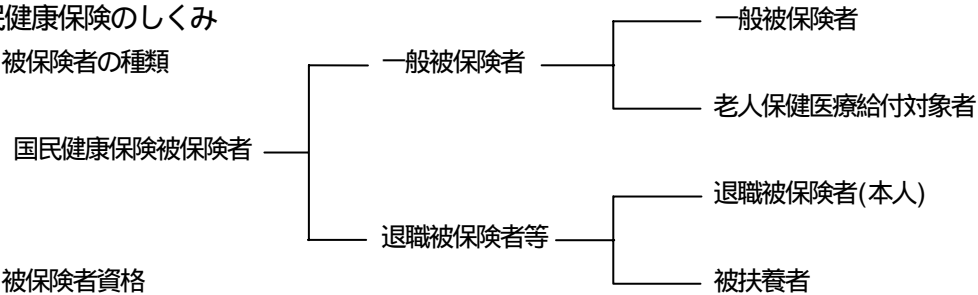 民健康保険のしくみ
一般被保険者
被保険者の種類
一般被保険者
老人保健医療給付対象者
国民健康保険被保険者
退職被保険者(本人)
退職被保険者等
被保険者資格
被扶養者